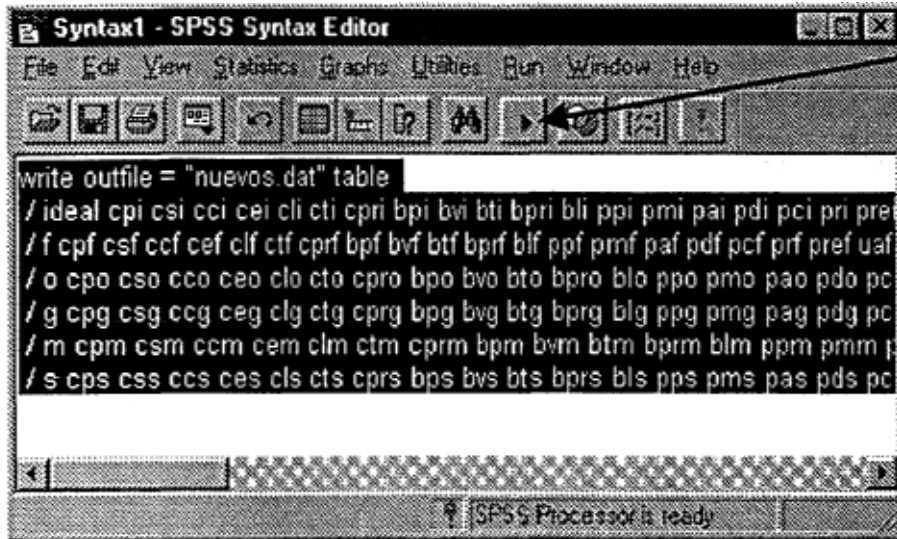 Syntax1 - SPSS Syntax Editor
File Edit View Statistics Graphs Utilities Run Window Help
write outfile = "nuevos.dat" table
/ ideal cpi csi cci cei cli cti cpri bpi bvi bti bpri bli ppi pmi pai pdi pci pri pref
/ f cpf csf ccf cef clf ctf cprf bpf bvf btf bprf blf ppf pmf paf pdf pcf prf pref uaf
/ o cpo cso cco ceo clo cto cpro bpo bvo bto bpro blo ppo pmo pao pdo pc
/ g cpg csg ccg ceg clg ctg cprg bpg bvg btg bprg blg ppg pmg pag pdg pc
/ m cpm csm ccm cem clm ctm cprm bpm bvm btm bprm blm ppm pmm p
/ s cps css ccs ces cls cts cprs bps bvs bts bprs bls pps pms pas pds pc
SPSS Processor is ready